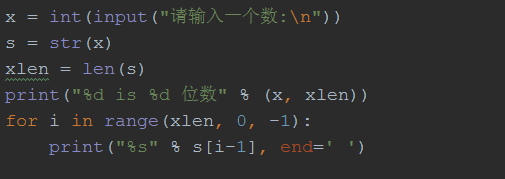 x = int(input("请输入一个数:\n"))
s = str(x)
xlen = len(s)
print("%d is %d 位数" % (x, xlen))
for i in range(xlen, 0, -1):
    print("%s" % s[i-1], end=' ')